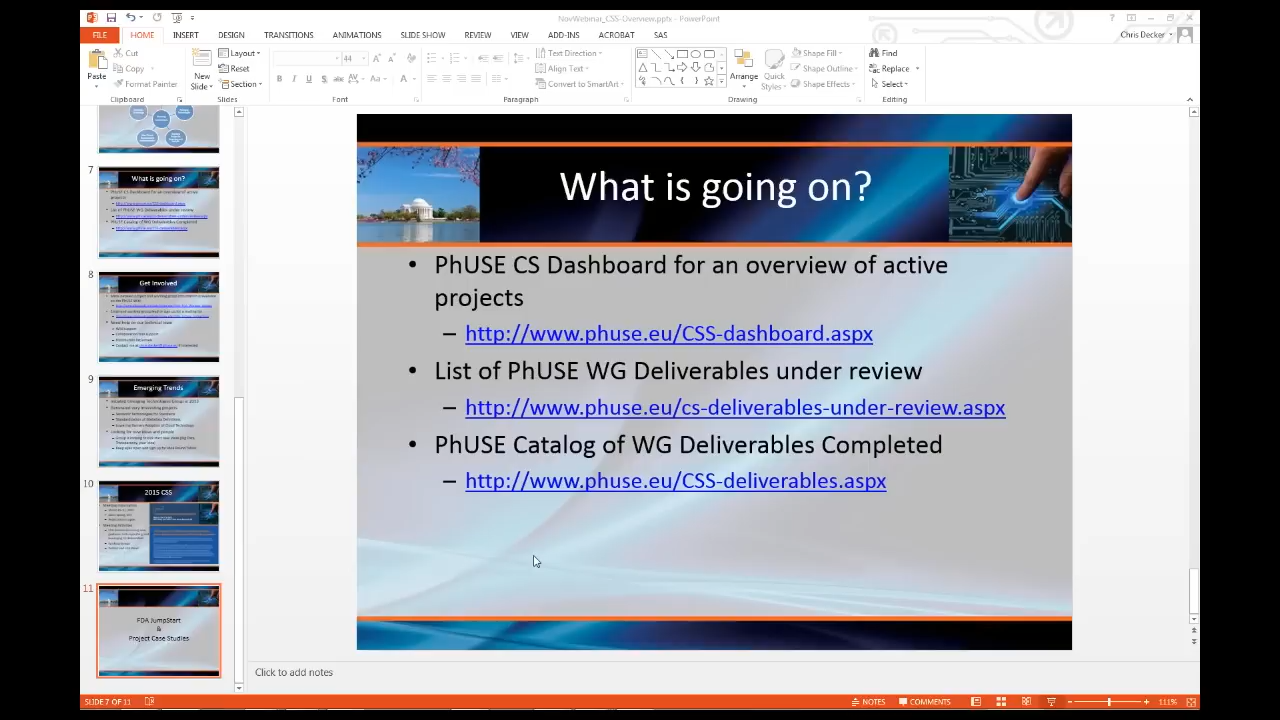 NovWebinar_CSS-Overview.pptx - PowerPoint
FILE HOME INSERT DESIGN TRANSITIONS ANIMATIONS SLIDE SHOW REVIEW VIEW ADD-INS ACROBAT SAS Chris Decker
Paste
Cut
Copy
Format Painter
Clipboard
New
Slide
Layout
Reset
Section
Slides
44
Font
Text Direction
Align Text
Convert to SmartArt
Paragraph
Arrange
Quick
Styles
Shape Fill
Shape Outline
Shape Effects
Drawing
Find
Replace
Select
Editing
7
What is going on?
8
Get Involved
9
Emerging Trends
10
2015 CSS
11
FDA JumpStart
&
Project Case Studies
What is going on?
• PhUSE CS Dashboard for an overview of active
projects
– http://www.phuse.eu/CSS-dashboard.aspx
• List of PhUSE WG Deliverables under review
– http://www.phuse.eu/cs-deliverables-under-review.aspx
• PhUSE Catalog of WG Deliverables Completed
– http://www.phuse.eu/CSS-deliverables.aspx
Click to add notes
SLIDE 7 OF 11 NOTES COMMENTS 111%